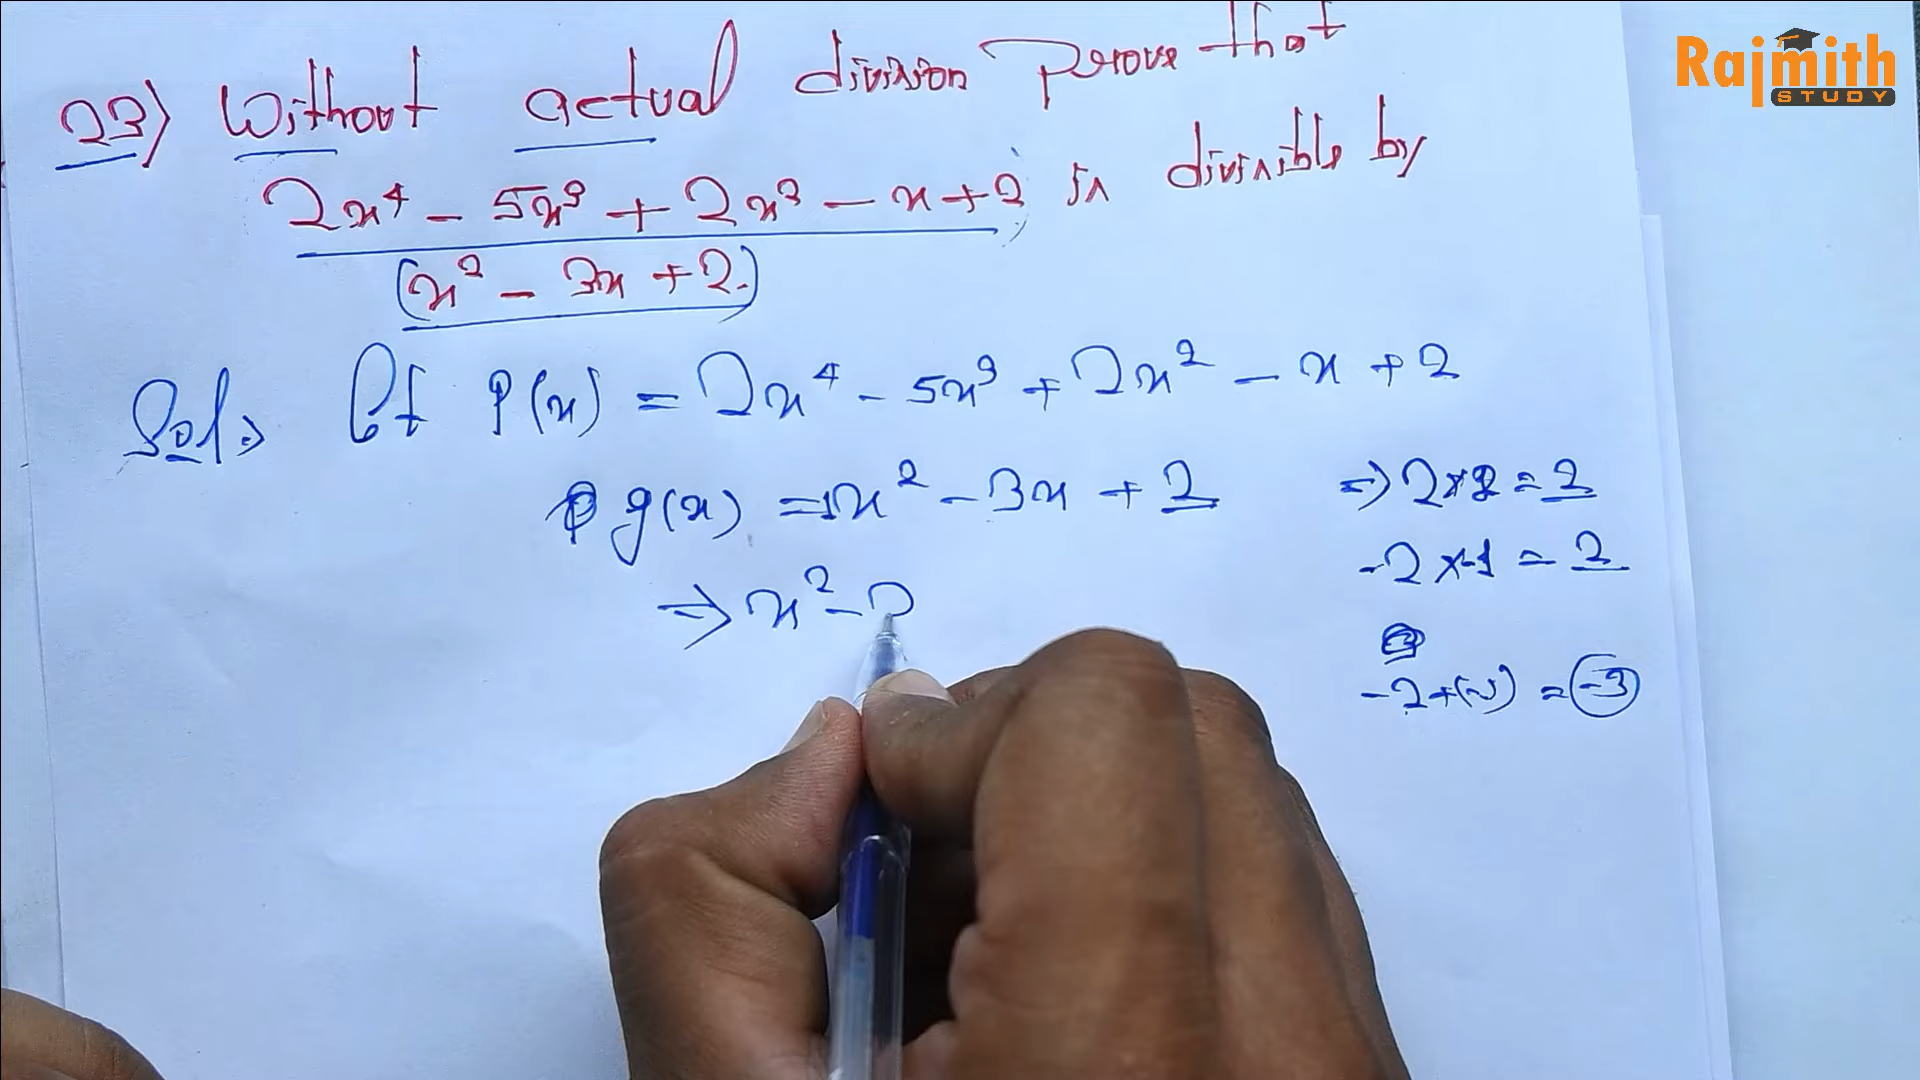 Rajmith
STUDY
23) Without actual division prove that
2x⁴ - 5x³ + 2x² - x + 2 is divisible by
(x² - 3x + 2)
Sol:> let P(x) = 2x⁴ - 5x³ + 2x² - x + 2
g(x) = 1x² - 3x + 2
⇒ x² - 2
⇒ 2×1 = 2
-2×-1 = 2
-2+(-1) = -3